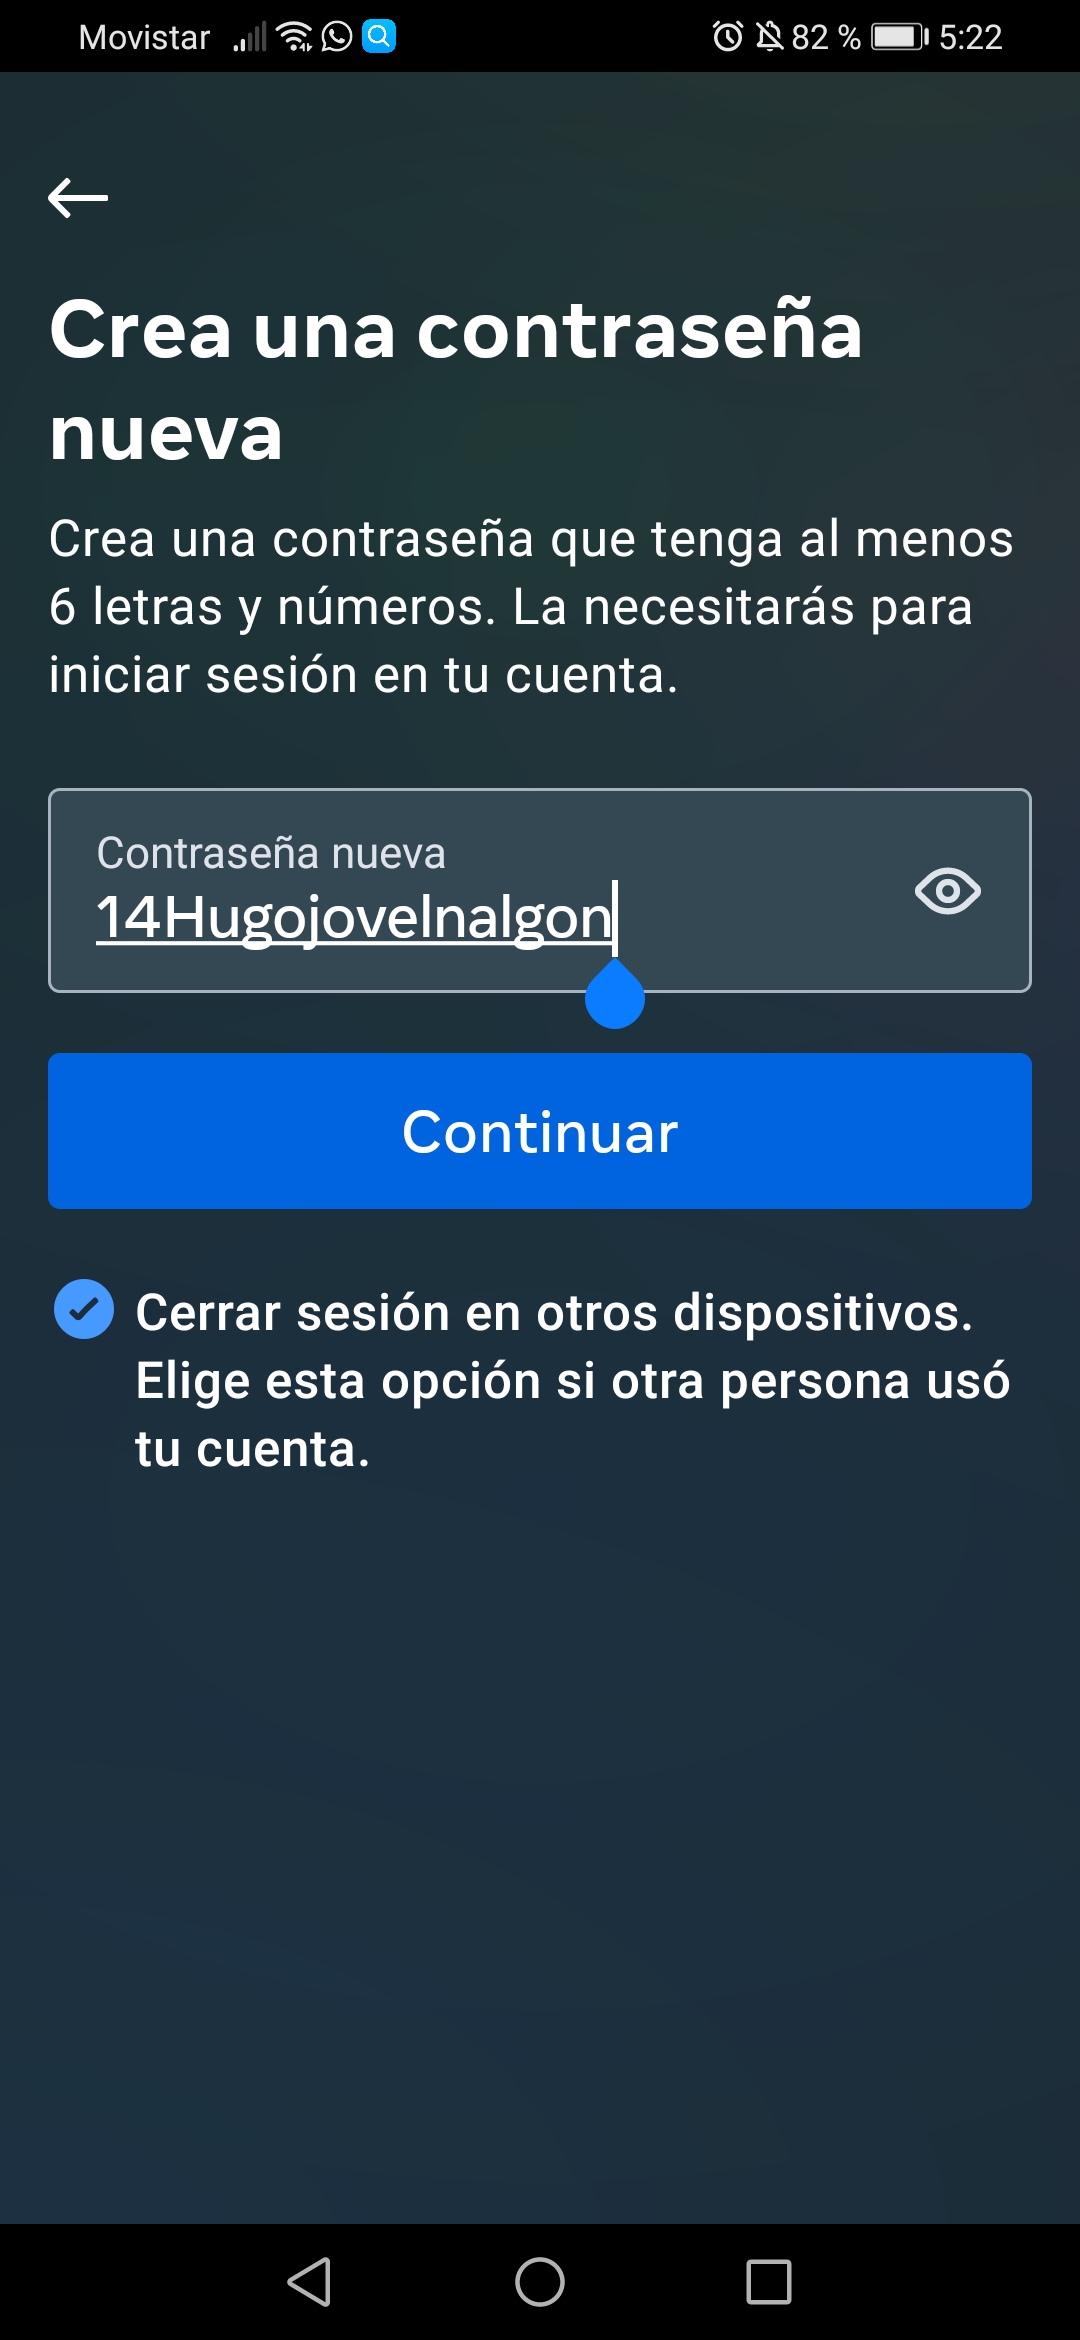 Movistar 82 % 5:22
Crea una contraseña
nueva
Crea una contraseña que tenga al menos
6 letras y números. La necesitarás para
iniciar sesión en tu cuenta.
Contraseña nueva
14Hugojovelnalgon
Continuar
Cerrar sesión en otros dispositivos.
Elige esta opción si otra persona usó
tu cuenta.